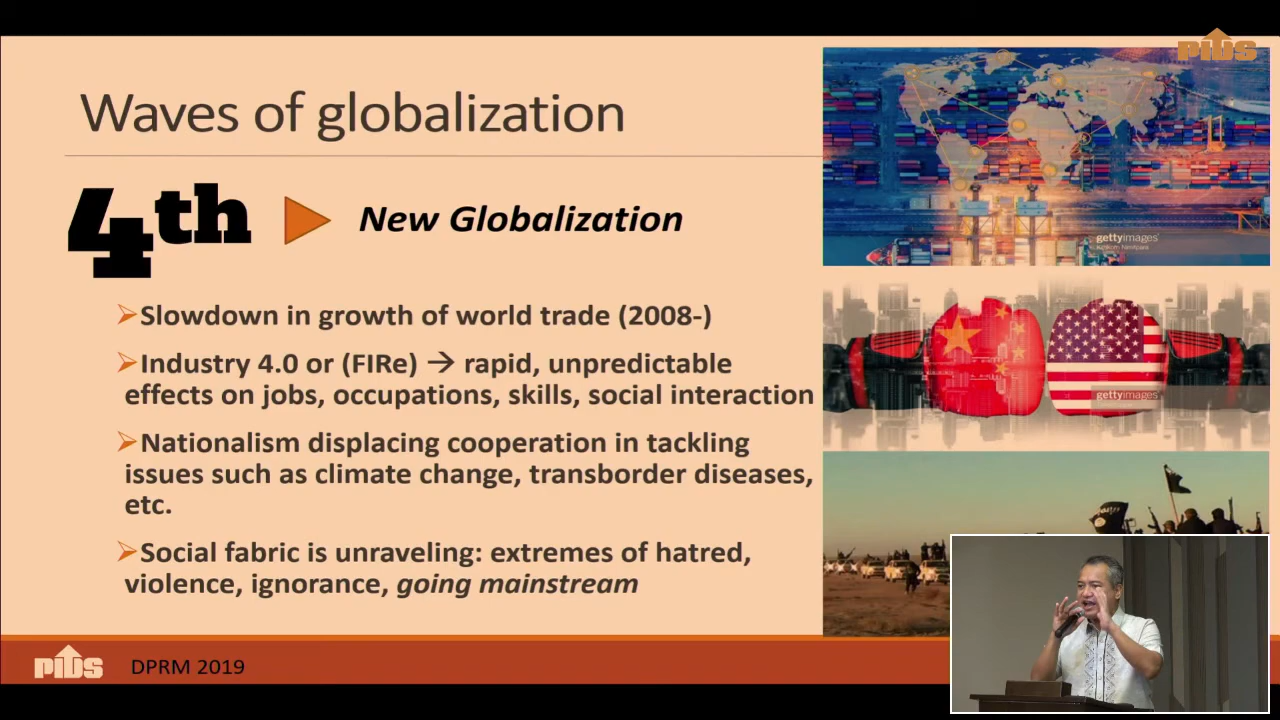 PIDS
Waves of globalization
4th
New Globalization
gettyimages
➢Slowdown in growth of world trade (2008-)
➢Industry 4.0 or (FIRe) → rapid, unpredictable
effects on jobs, occupations, skills, social interaction
gettyimages
➢Nationalism displacing cooperation in tackling
issues such as climate change, transborder diseases,
etc.
➢Social fabric is unraveling: extremes of hatred,
violence, ignorance, going mainstream
PIDS
DPRM 2019